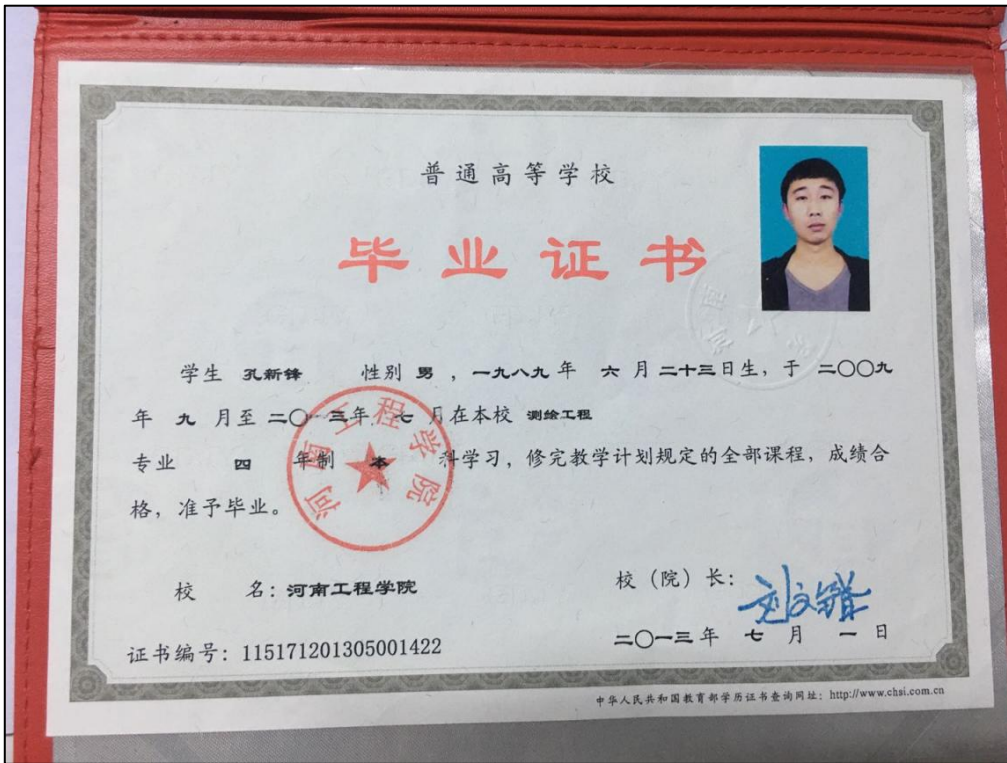 普通高等学校
毕业证书
学生 孔新锋 性别 男 ，一九八九年 六 月二十三日生，于 二〇〇九
年 九 月至二〇一三年 七 月在本校 测绘工程
专业 四 年制 本 科学习，修完教学计划规定的全部课程，成绩合
格，准予毕业。
河南工程学院
校 名：河南工程学院
校（院）长：
证书编号：115171201305001422
二〇一三年 七 月 一 日
中华人民共和国教育部学历证书查询网址：http://www.chsi.com.cn